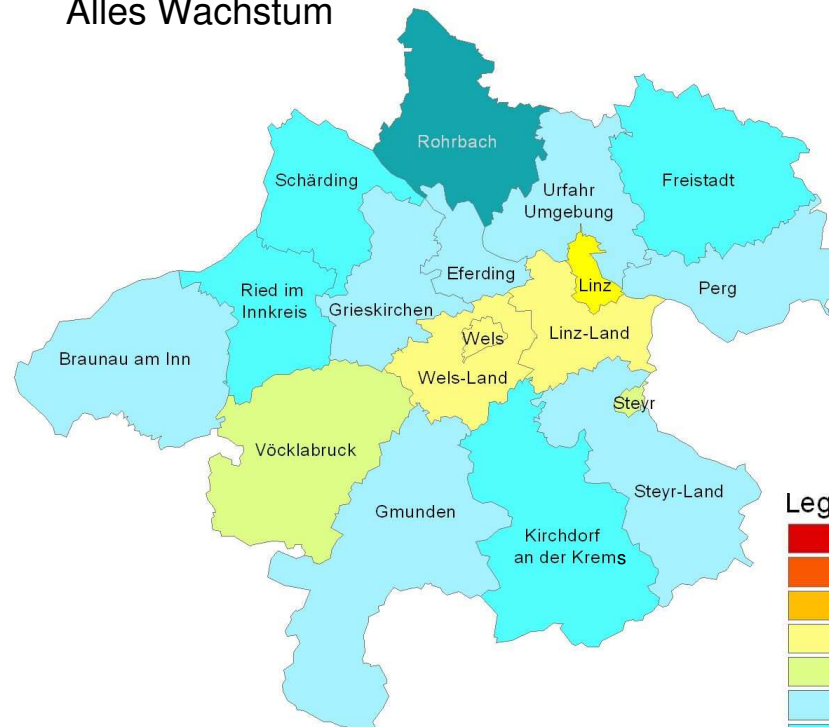 Alles Wachstum
Rohrbach
Schärding
Freistadt
Urfahr
Umgebung
Eferding
Linz
Perg
Ried im
Innkreis
Grieskirchen
Wels
Linz-Land
Braunau am Inn
Wels-Land
Steyr
Vöcklabruck
Steyr-Land
Gmunden
Leg
Kirchdorf
an der Krems